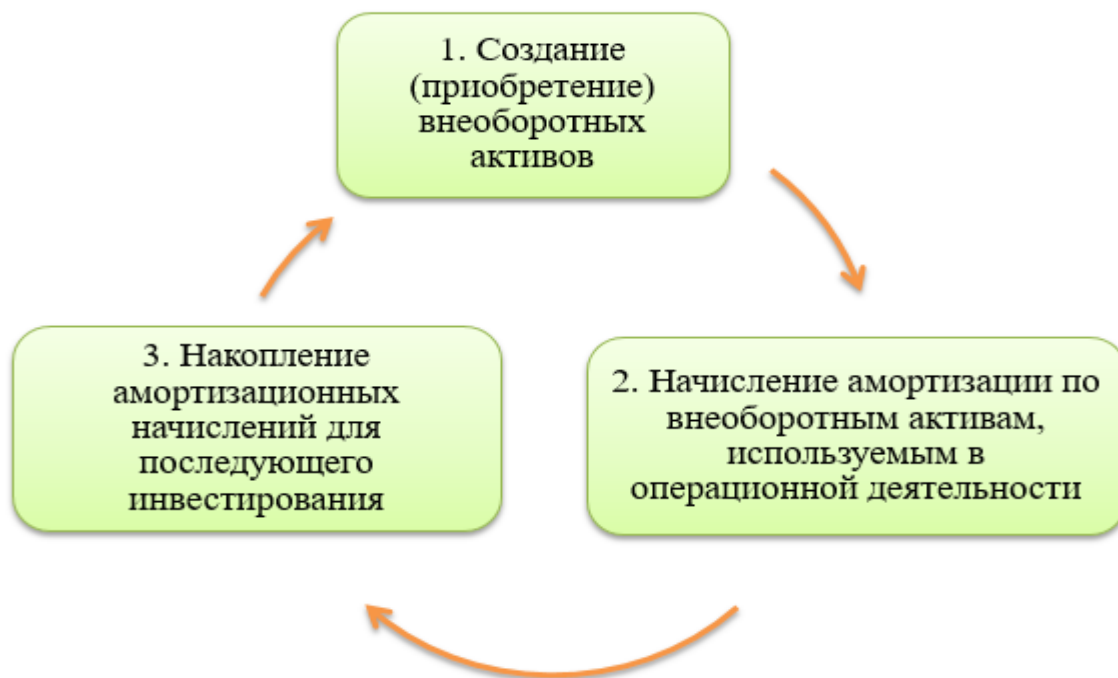 1. Создание
(приобретение)
внеоборотных
активов
2. Начисление амортизации по
внеоборотным активам,
используемым в
операционной деятельности
3. Накопление
амортизационных
начислений для
последующего
инвестирования